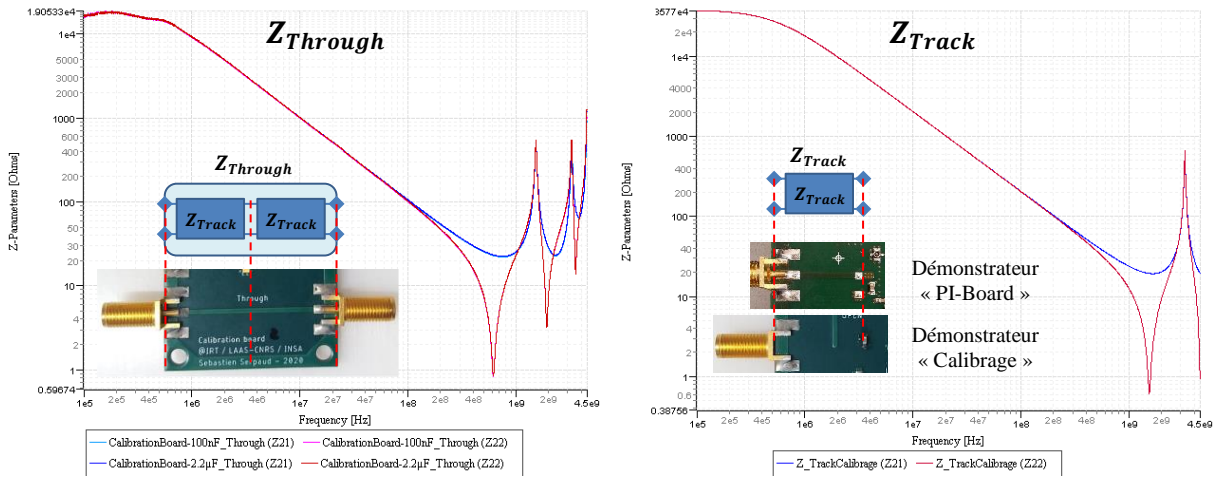 Z_Through
1.90533e4
1e4
5000
3000
1000
600
400
200
100
50
30
20
10
5
4
3
2
1
0.59674
Z-Parameters [Ohms]
1e5
2e5
4e5
1e6
2e6
4e6
1e7
2e7
4e7
1e8
2e8
4e8
1e9
2e9
4.5e9
Frequency [Hz]
Z_Through
Z_Track
Z_Track
Through
Calibration board
@IRT / LAAS-CNRS / INSA
Sebastien Serpaud - 2020
CalibrationBoard-100nF_Through (Z21)
CalibrationBoard-100nF_Through (Z22)
CalibrationBoard-2.2µF_Through (Z21)
CalibrationBoard-2.2µF_Through (Z22)
Z_Track
3577e4
2e4
1e4
4000
2000
1000
400
200
100
40
20
10
4
2
1
0.6
0.38756
Z-Parameters [Ohms]
1e5
2e5
4e5
1e6
2e6
4e6
1e7
2e7
4e7
1e8
2e8
4e8
1e9
2e9
4.5e9
Frequency [Hz]
Z_Track
Z_Track
Démonstrateur
« PI-Board »
Démonstrateur
« Calibrage »
Z_TrackCalibrage (Z21)
Z_TrackCalibrage (Z22)